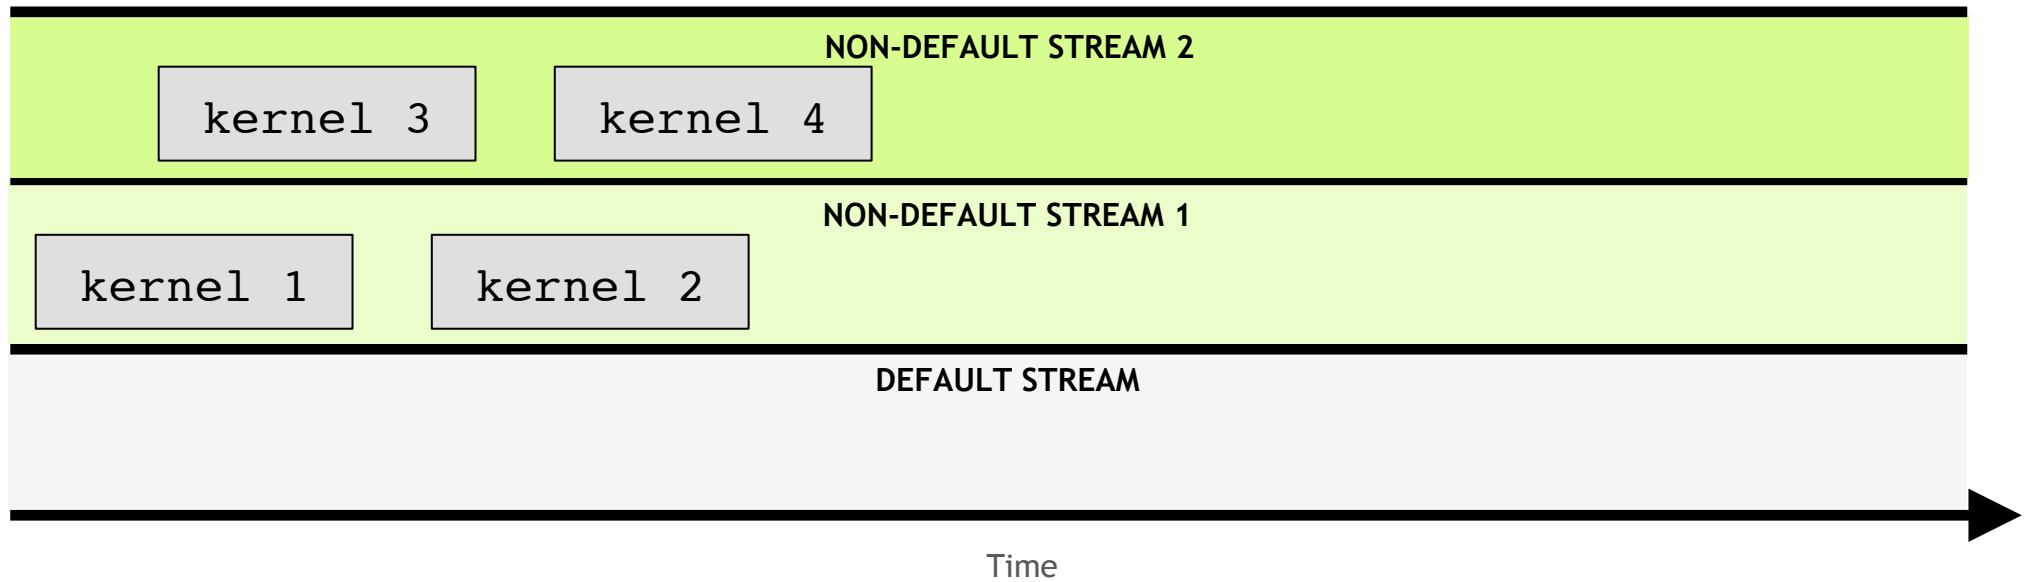 NON-DEFAULT STREAM 2
kernel 3
kernel 4
NON-DEFAULT STREAM 1
kernel 1
kernel 2
DEFAULT STREAM
Time